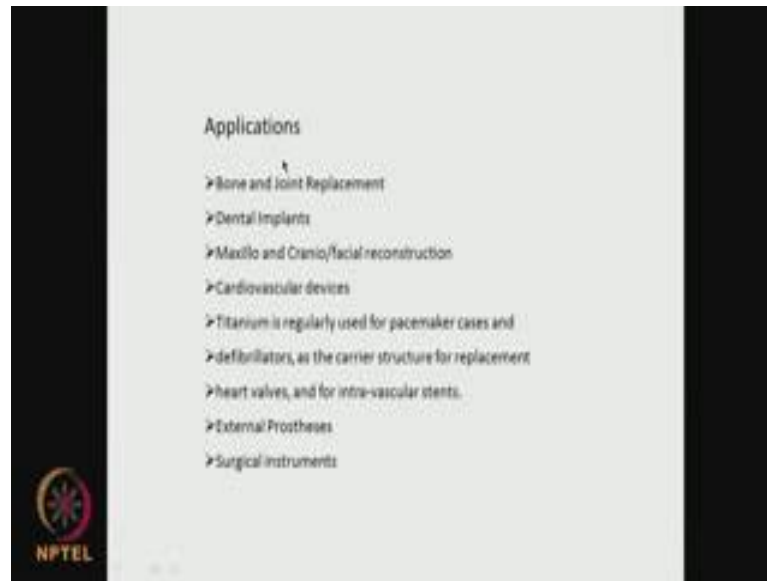 Applications
➢Bone and Joint Replacement
➢Dental Implants
➢Maxillo and Cranio/facial reconstruction
➢Cardiovascular devices
➢Titanium is regularly used for pacemaker cases and
➢defibrillators, as the carrier structure for replacement
➢heart valves, and for intra-vascular stents.
➢External Prostheses
➢Surgical instruments
NPTEL